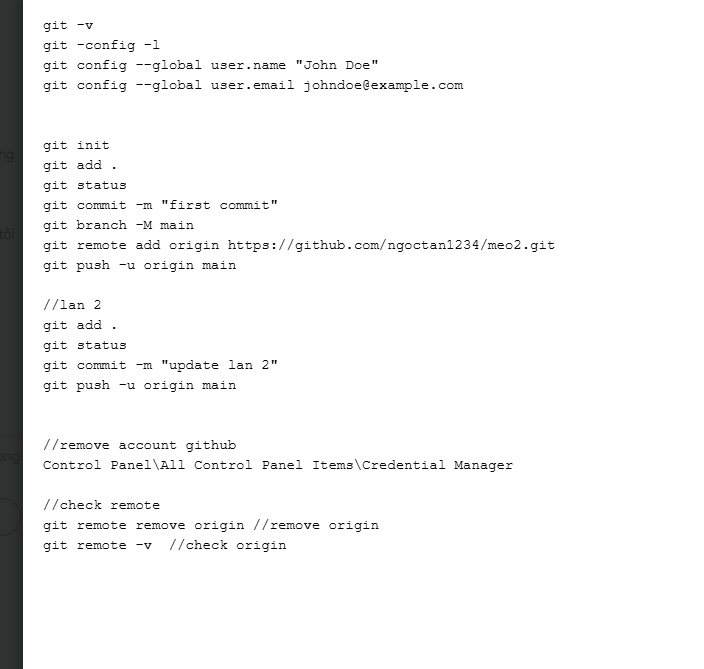 git -v
git -config -l
git config --global user.name "John Doe"
git config --global user.email johndoe@example.com
git init
git add .
git status
git commit -m "first commit"
git branch -M main
git remote add origin https://github.com/ngoctan1234/meo2.git
git push -u origin main
//lan 2
git add .
git status
git commit -m "update lan 2"
git push -u origin main
//remove account github
Control Panel\All Control Panel Items\Credential Manager
//check remote
git remote remove origin //remove origin
git remote -v  //check origin
ng
tôi
ong